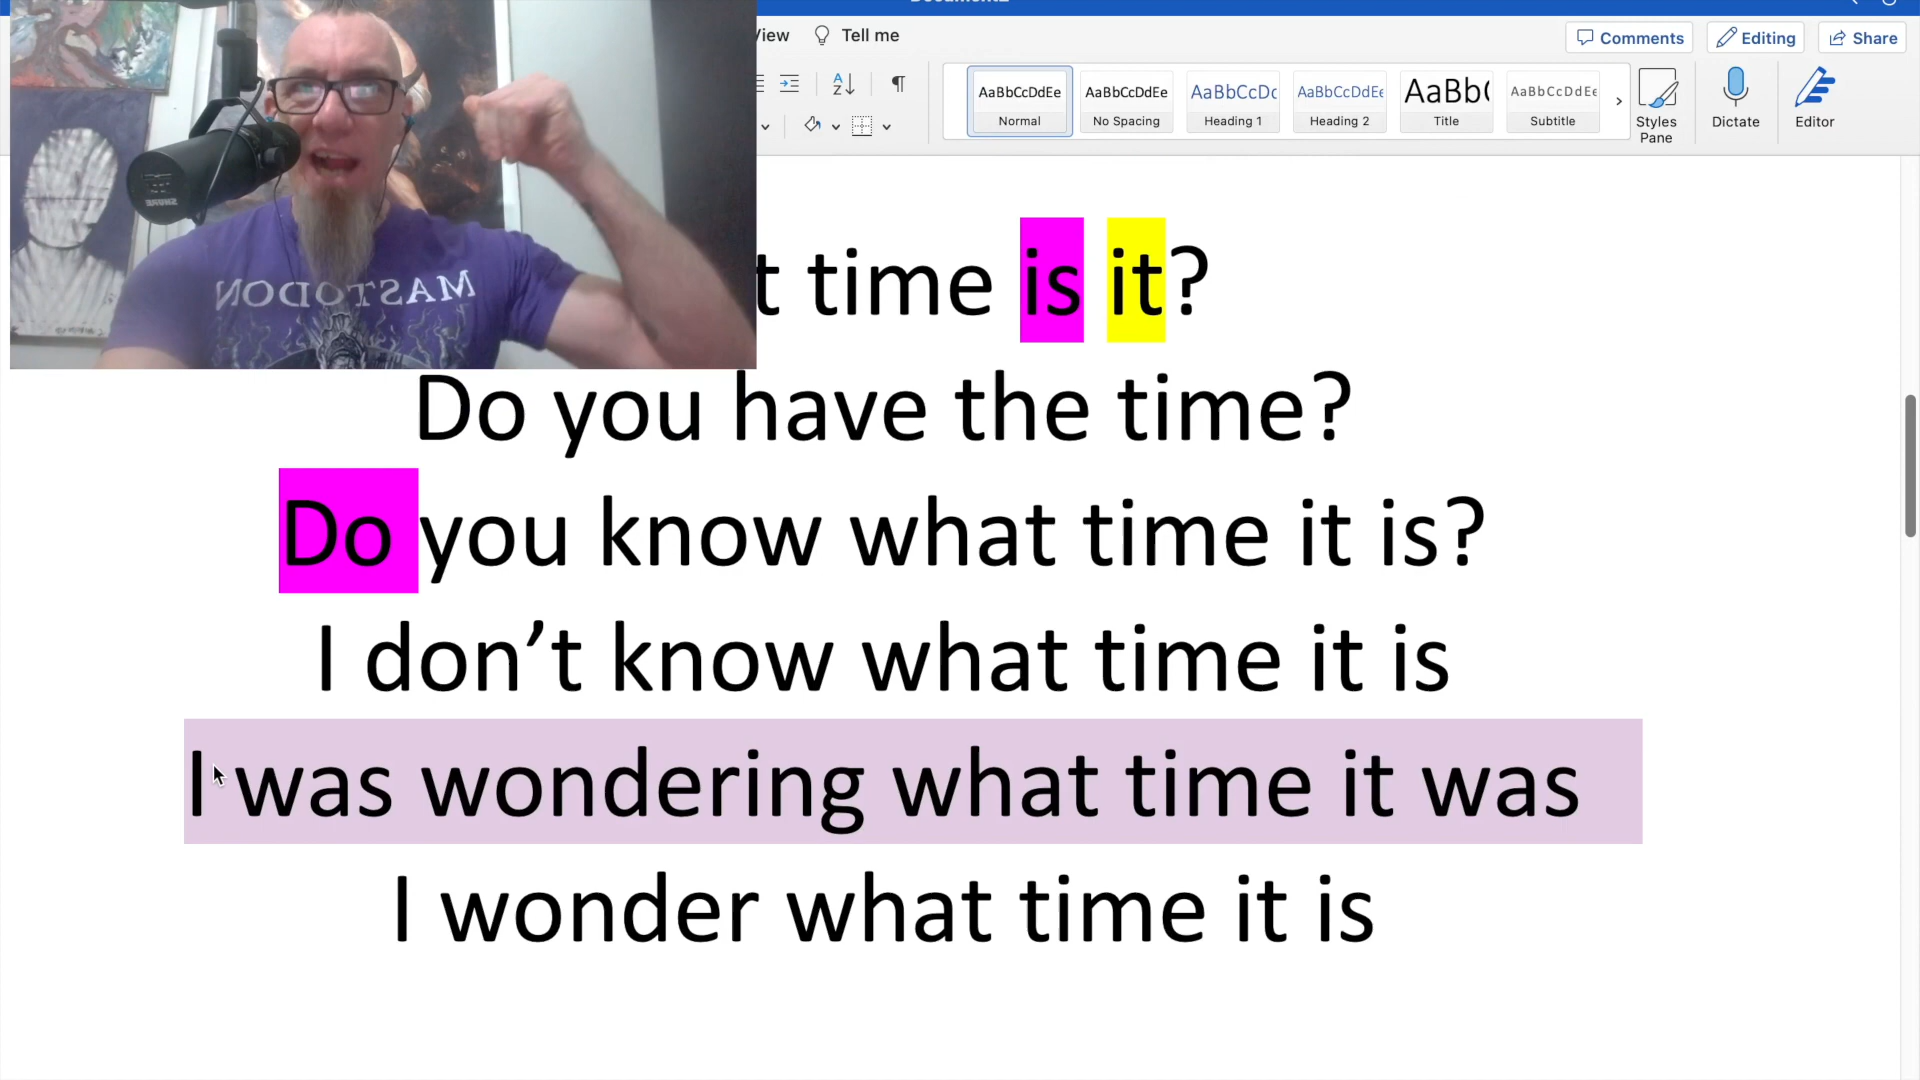 View
Tell me
Comments
Editing
Share
AaBbCcDdEe
AaBbCcDdEe
AaBbCcDc
AaBbCcDdEe
AaBb(
AaBbCcDdEe
Normal
No Spacing
Heading 1
Heading 2
Title
Subtitle
Styles
Pane
Dictate
Editor
SHURE
MASTODON
t time is it?
Do you have the time?
Do you know what time it is?
I don’t know what time it is
I was wondering what time it was
I wonder what time it is